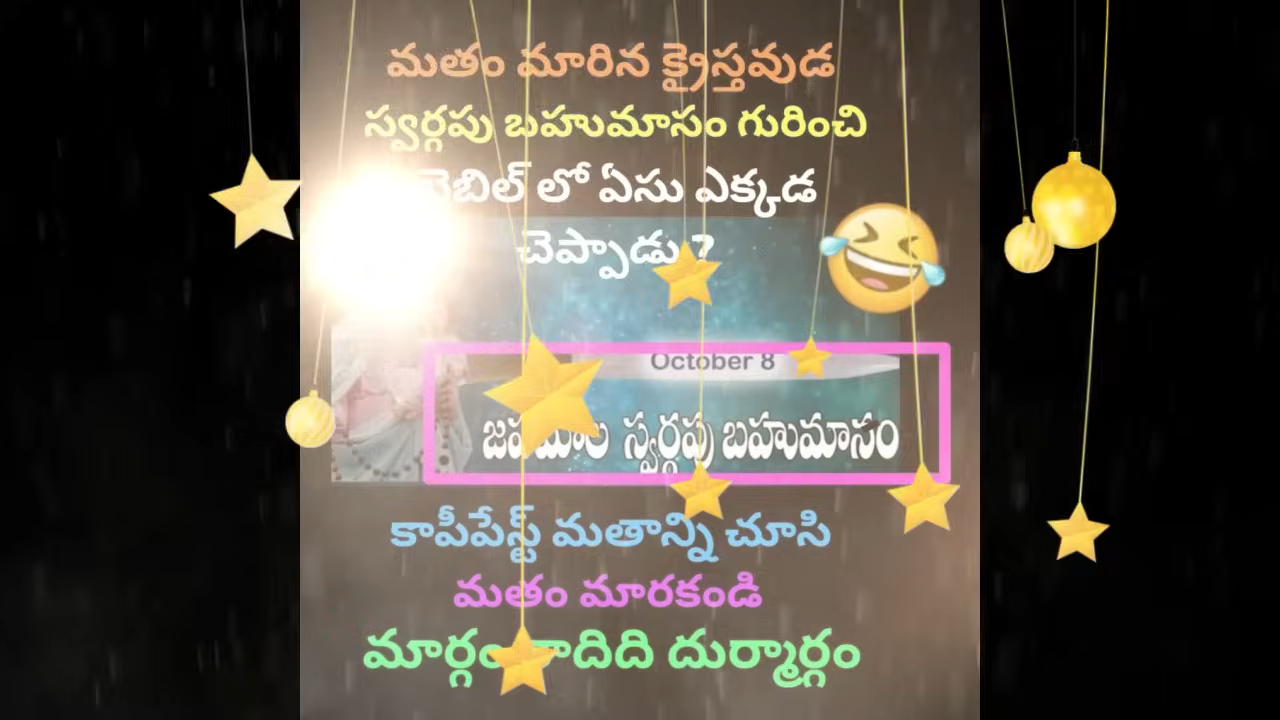 మతం మారిన క్రైస్తవుడ
స్వర్గపు బహుమాసం గురించి
లో ఏసు ఎక్కడ
చెప్పాడు ?
October 8
స్వర్గపు బహుమానం
కాపీపేస్ట్ మతాన్ని చూసి
మతం మారకండి
మార్గం దుర్మార్గం